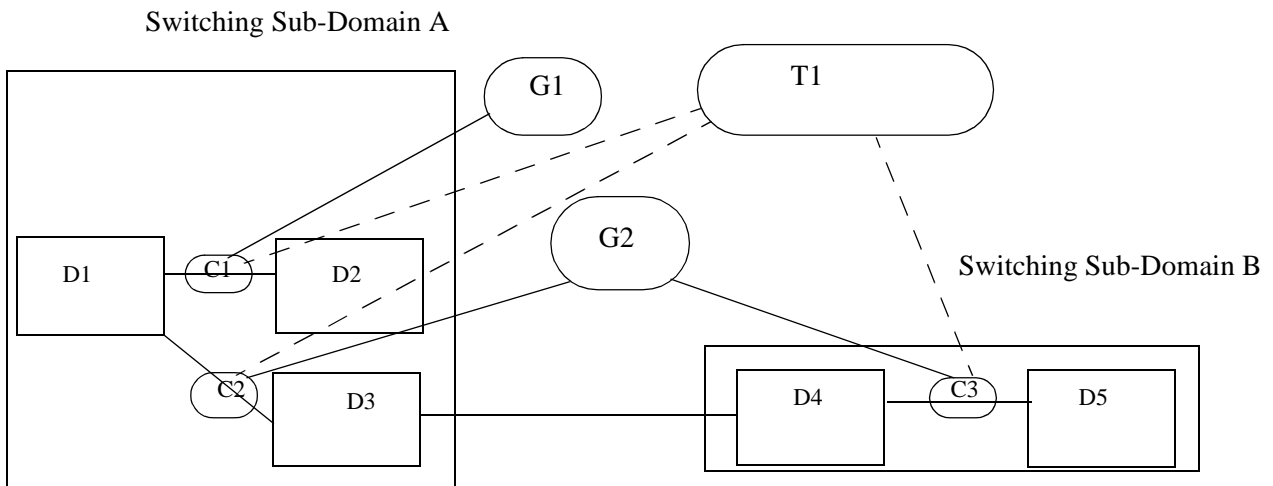 Switching Sub-Domain A
G1
T1
G2
Switching Sub-Domain B
D1
C1
D2
C2
D3
D4
C3
D5